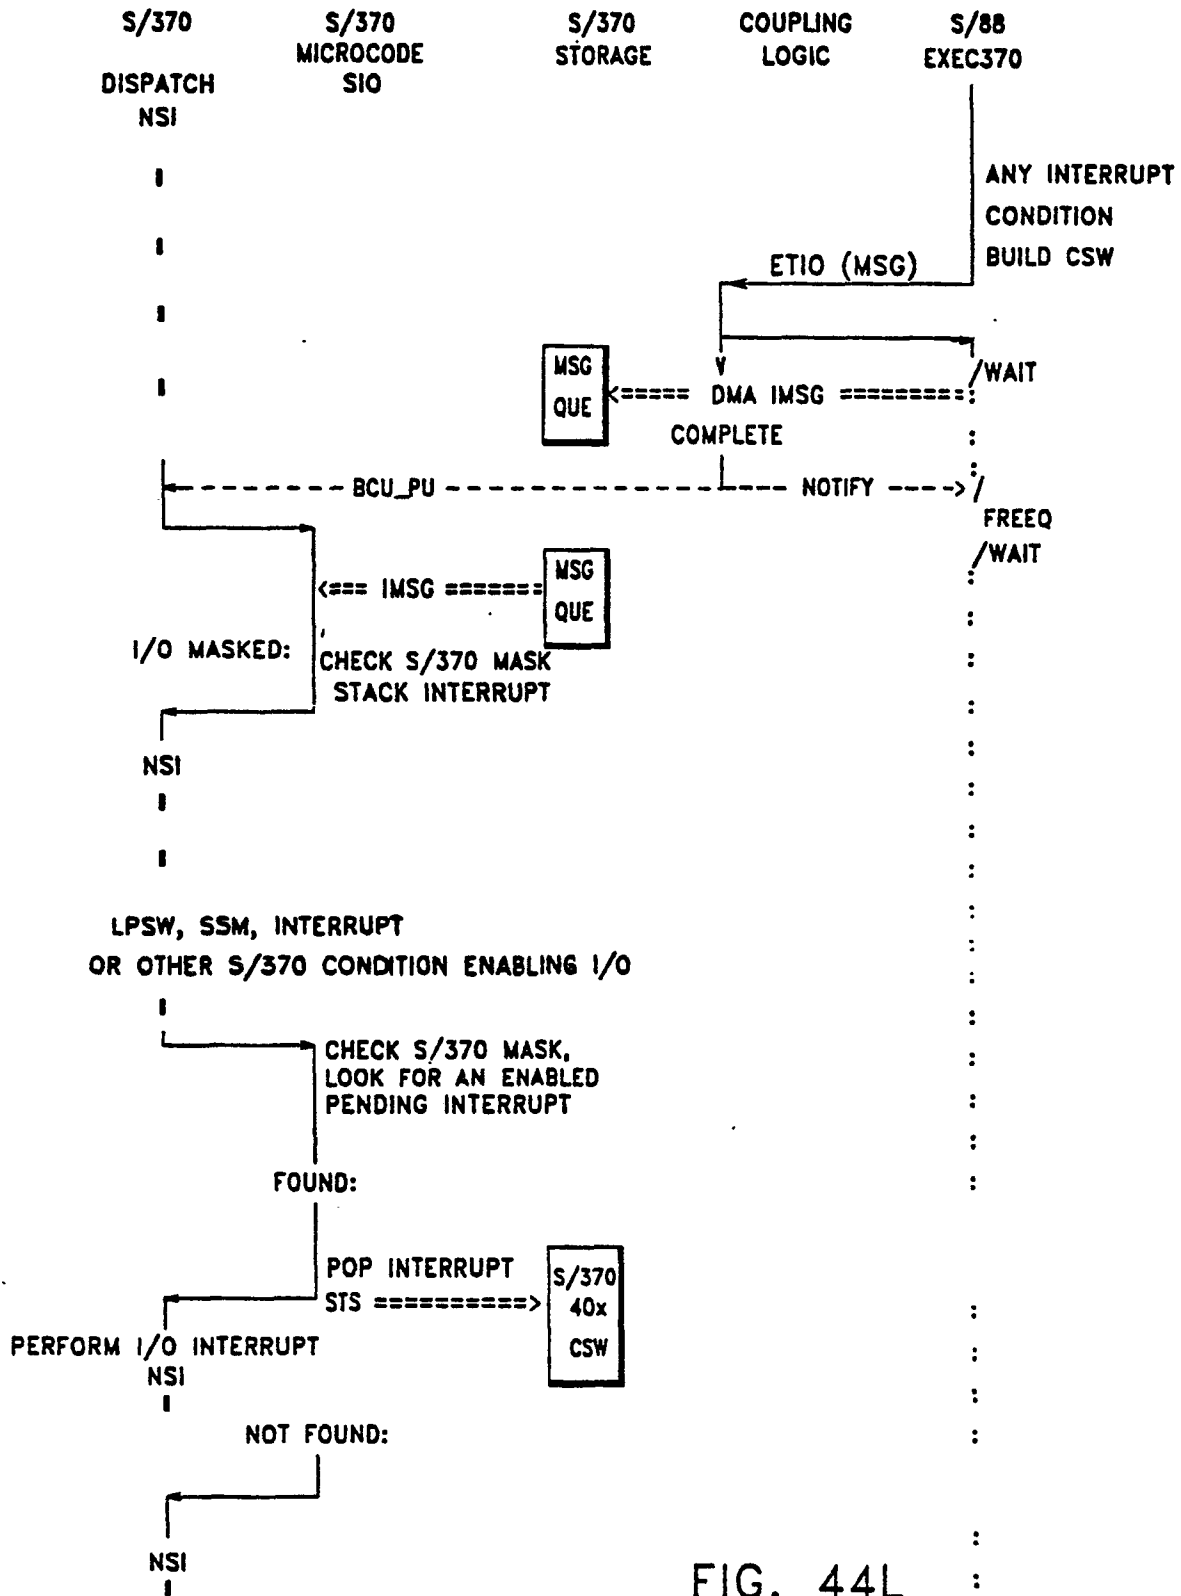 S/370
DISPATCH
NSI
S/370
MICROCODE
SIO
S/370
STORAGE
COUPLING
LOGIC
S/88
EXEC370
ANY INTERRUPT
CONDITION
BUILD CSW
ETIO (MSG)
/WAIT
MSG
QUE
<===== DMA IMSG =========
COMPLETE
BCU_PU
NOTIFY
/
FREEQ
/WAIT
MSG
QUE
<=== IMSG =======
I/O MASKED:
CHECK S/370 MASK
STACK INTERRUPT
NSI
LPSW, SSM, INTERRUPT
OR OTHER S/370 CONDITION ENABLING I/O
CHECK S/370 MASK,
LOOK FOR AN ENABLED
PENDING INTERRUPT
FOUND:
POP INTERRUPT
STS ==========>
S/370
40x
CSW
PERFORM I/O INTERRUPT
NSI
NOT FOUND:
NSI
FIG. 44L